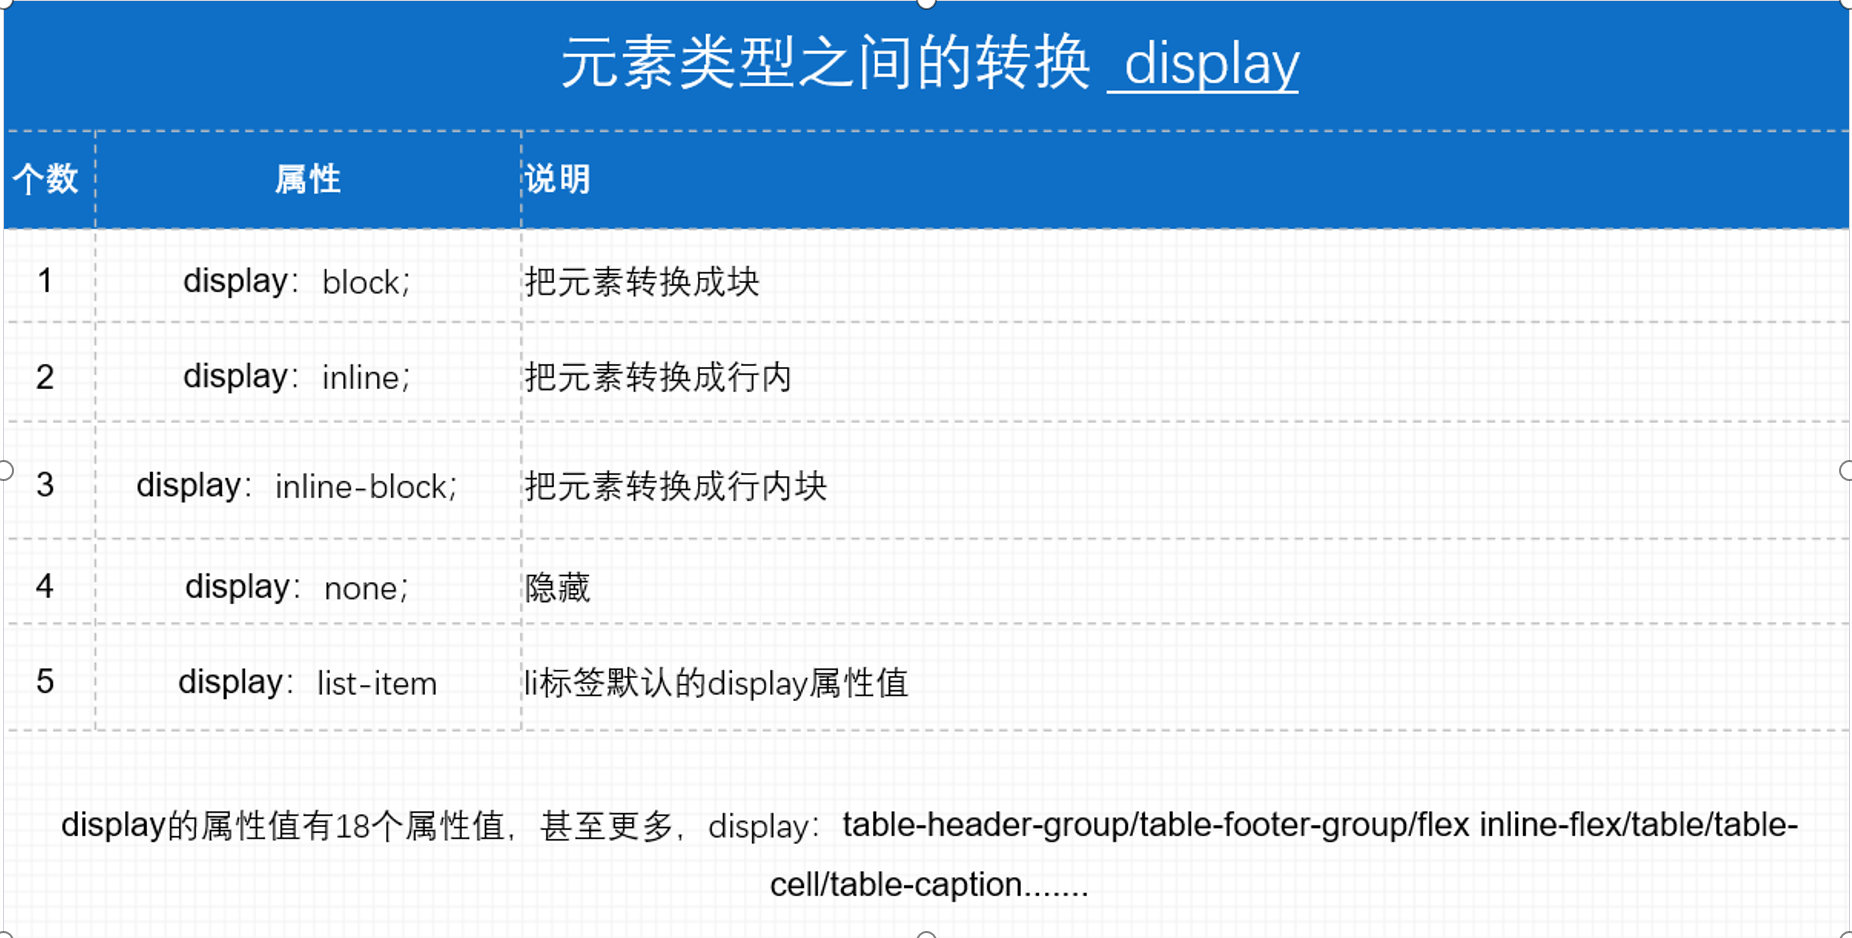 元素类型之间的转换 display
个数 属性 说明
1 display：block; 把元素转换成块
2 display：inline; 把元素转换成行内
3 display：inline-block; 把元素转换成行内块
4 display：none; 隐藏
5 display：list-item li标签默认的display属性值
display的属性值有18个属性值，甚至更多，display：table-header-group/table-footer-group/flex inline-flex/table/table-
cell/table-caption.......